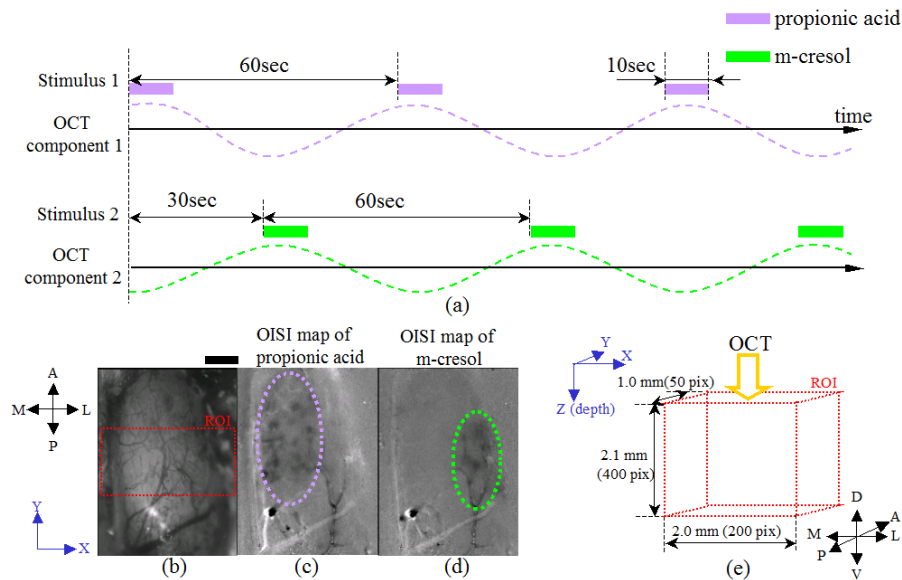 propionic acid
m-cresol
Stimulus 1
60sec
10sec
OCT
component 1
time
Stimulus 2
30sec
60sec
OCT
component 2
(a)
OISI map of
propionic acid
OISI map of
m-cresol
A
M
L
P
Y
X
ROI
(b)
(c)
(d)
Y
X
Z (depth)
OCT
ROI
1.0 mm(50 pix)
2.1 mm
(400 pix)
2.0 mm (200 pix)
D
A
M
L
P
V
(e)